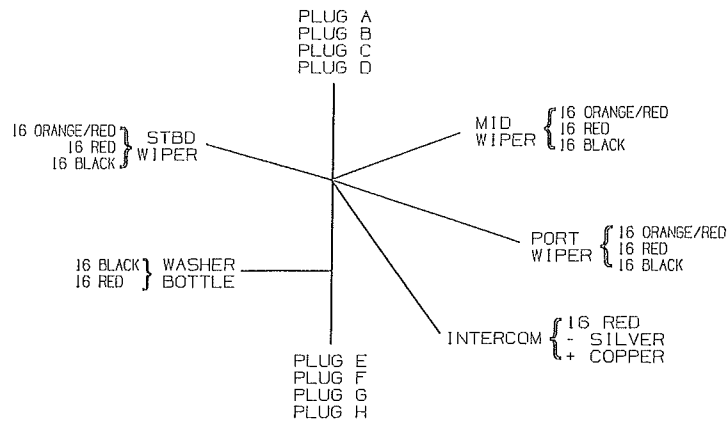 PLUG A
PLUG B
PLUG C
PLUG D
16 ORANGE/RED
16 RED
16 BLACK
STBD
WIPER
MID
WIPER
16 ORANGE/RED
16 RED
16 BLACK
PORT
WIPER
16 ORANGE/RED
16 RED
16 BLACK
16 BLACK
16 RED
WASHER
BOTTLE
INTERCOM
16 RED
- SILVER
+ COPPER
PLUG E
PLUG F
PLUG G
PLUG H